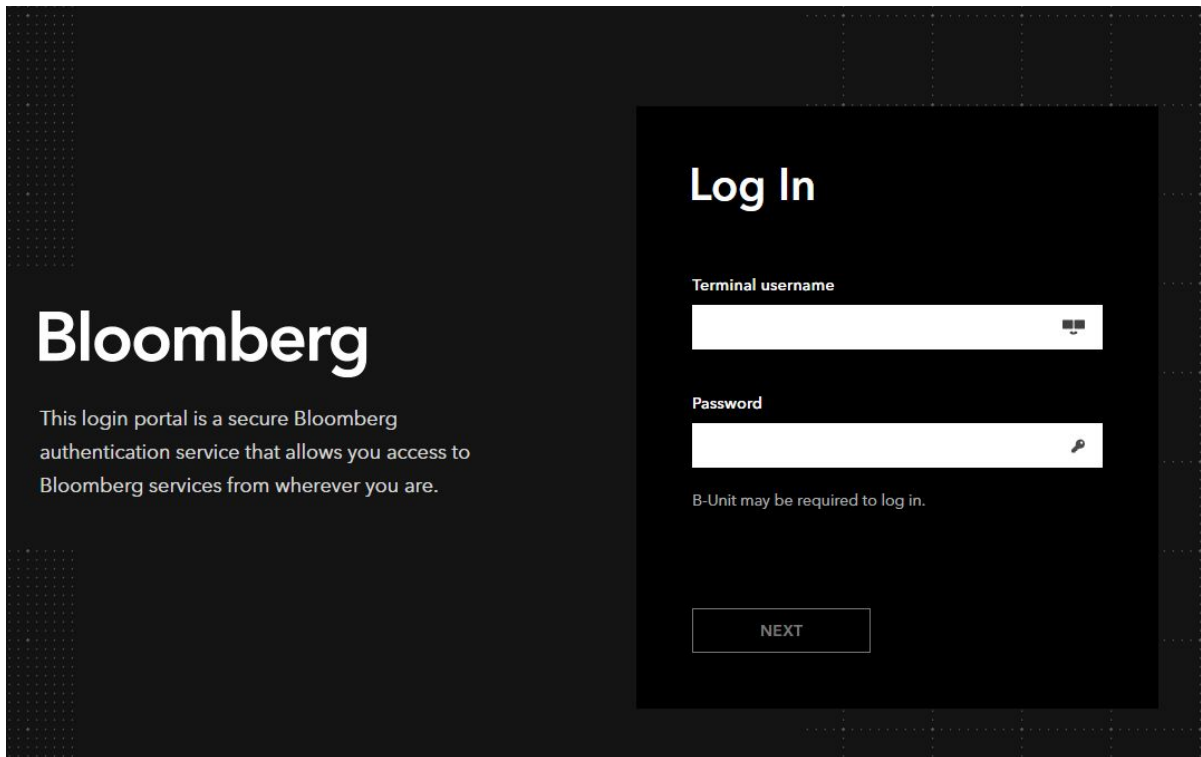 Bloomberg
This login portal is a secure Bloomberg
authentication service that allows you access to
Bloomberg services from wherever you are.
Log In
Terminal username
Password
B-Unit may be required to log in.
NEXT